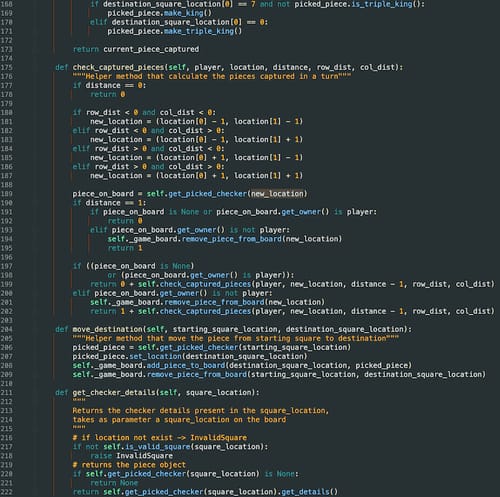 168 if destination_square_location[0] == 7 and not picked_piece.is_triple_king():
169 picked_piece.make_king()
170 elif destination_square_location[0] == 0:
171 picked_piece.make_triple_king()
172
173 return current_piece_captured
174
175 def check_captured_pieces(self, player, location, distance, row_dist, col_dist):
176 """Helper method that calculate the pieces captured in a turn"""
177 if distance == 0:
178 return 0
179
180 if row_dist < 0 and col_dist < 0:
181 new_location = (location[0] - 1, location[1] - 1)
182 elif row_dist < 0 and col_dist > 0:
183 new_location = (location[0] - 1, location[1] + 1)
184 elif row_dist > 0 and col_dist < 0:
185 new_location = (location[0] + 1, location[1] - 1)
186 elif row_dist > 0 and col_dist > 0:
187 new_location = (location[0] + 1, location[1] + 1)
188
189 piece_on_board = self.get_picked_checker(new_location)
190 if distance == 1:
191 if piece_on_board is None or piece_on_board.get_owner() is player:
192 return 0
193 elif piece_on_board.get_owner() is not player:
194 self._game_board.remove_piece_from_board(new_location)
195 return 1
196
197 if ((piece_on_board is None)
198 or (piece_on_board.get_owner() is player)):
199 return 0 + self.check_captured_pieces(player, new_location, distance - 1, row_dist, col_dist)
200 elif piece_on_board.get_owner() is not player:
201 self._game_board.remove_piece_from_board(new_location)
202 return 1 + self.check_captured_pieces(player, new_location, distance - 1, row_dist, col_dist)
203
204 def move_destination(self, starting_square_location, destination_square_location):
205 """Helper method that move the piece from starting square to destination"""
206 picked_piece = self.get_picked_checker(starting_square_location)
207 picked_piece.set_location(destination_square_location)
208 self._game_board.add_piece_to_board(destination_square_location, picked_piece)
209 self._game_board.remove_piece_from_board(starting_square_location, destination_square_location)
210
211 def get_checker_details(self, square_location):
212 """
213 Returns the checker details present in the square_location,
214 takes as parameter a square_location on the board
215 """
216 # if location not exist -> InvalidSquare
217 if not self.is_valid_square(square_location):
218 raise InvalidSquare
219 # returns the piece object
220 if self.get_picked_checker(square_location) is None:
221 return None
222 return self.get_picked_checker(square_location).get_details()